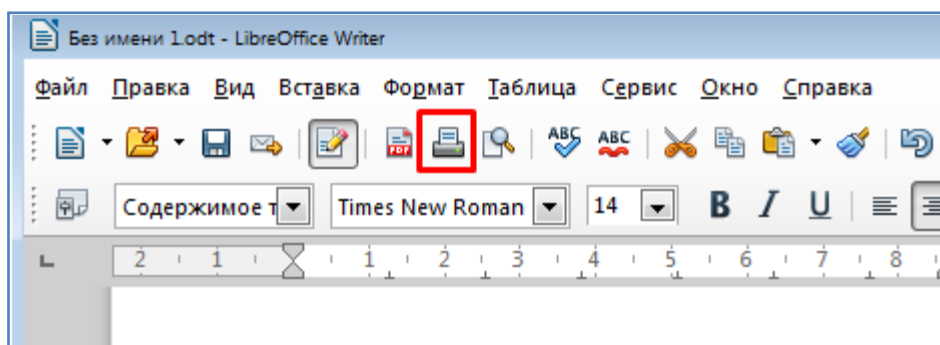 Без имени 1.odt - LibreOffice Writer
Файл Правка Вид Вставка Формат Таблица Сервис Окно Справка
PDF ABC ABC
Содержимое т Times New Roman 14 B I U
2 1 1 2 3 4 5 6 7 8